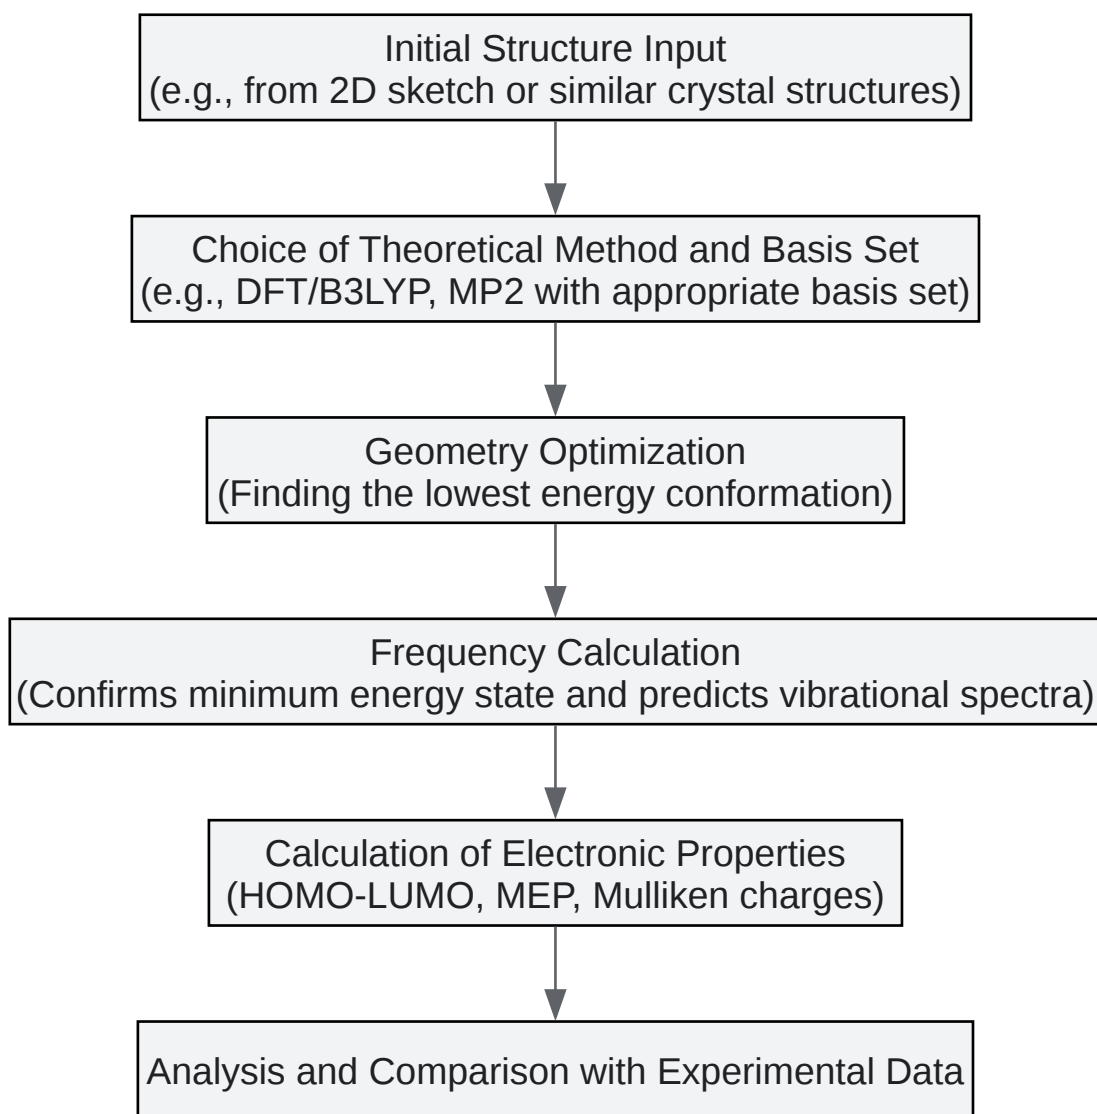 Initial Structure Input
(e.g., from 2D sketch or similar crystal structures)
Choice of Theoretical Method and Basis Set
(e.g., DFT/B3LYP, MP2 with appropriate basis set)
Geometry Optimization
(Finding the lowest energy conformation)
Frequency Calculation
(Confirms minimum energy state and predicts vibrational spectra)
Calculation of Electronic Properties
(HOMO-LUMO, MEP, Mulliken charges)
Analysis and Comparison with Experimental Data